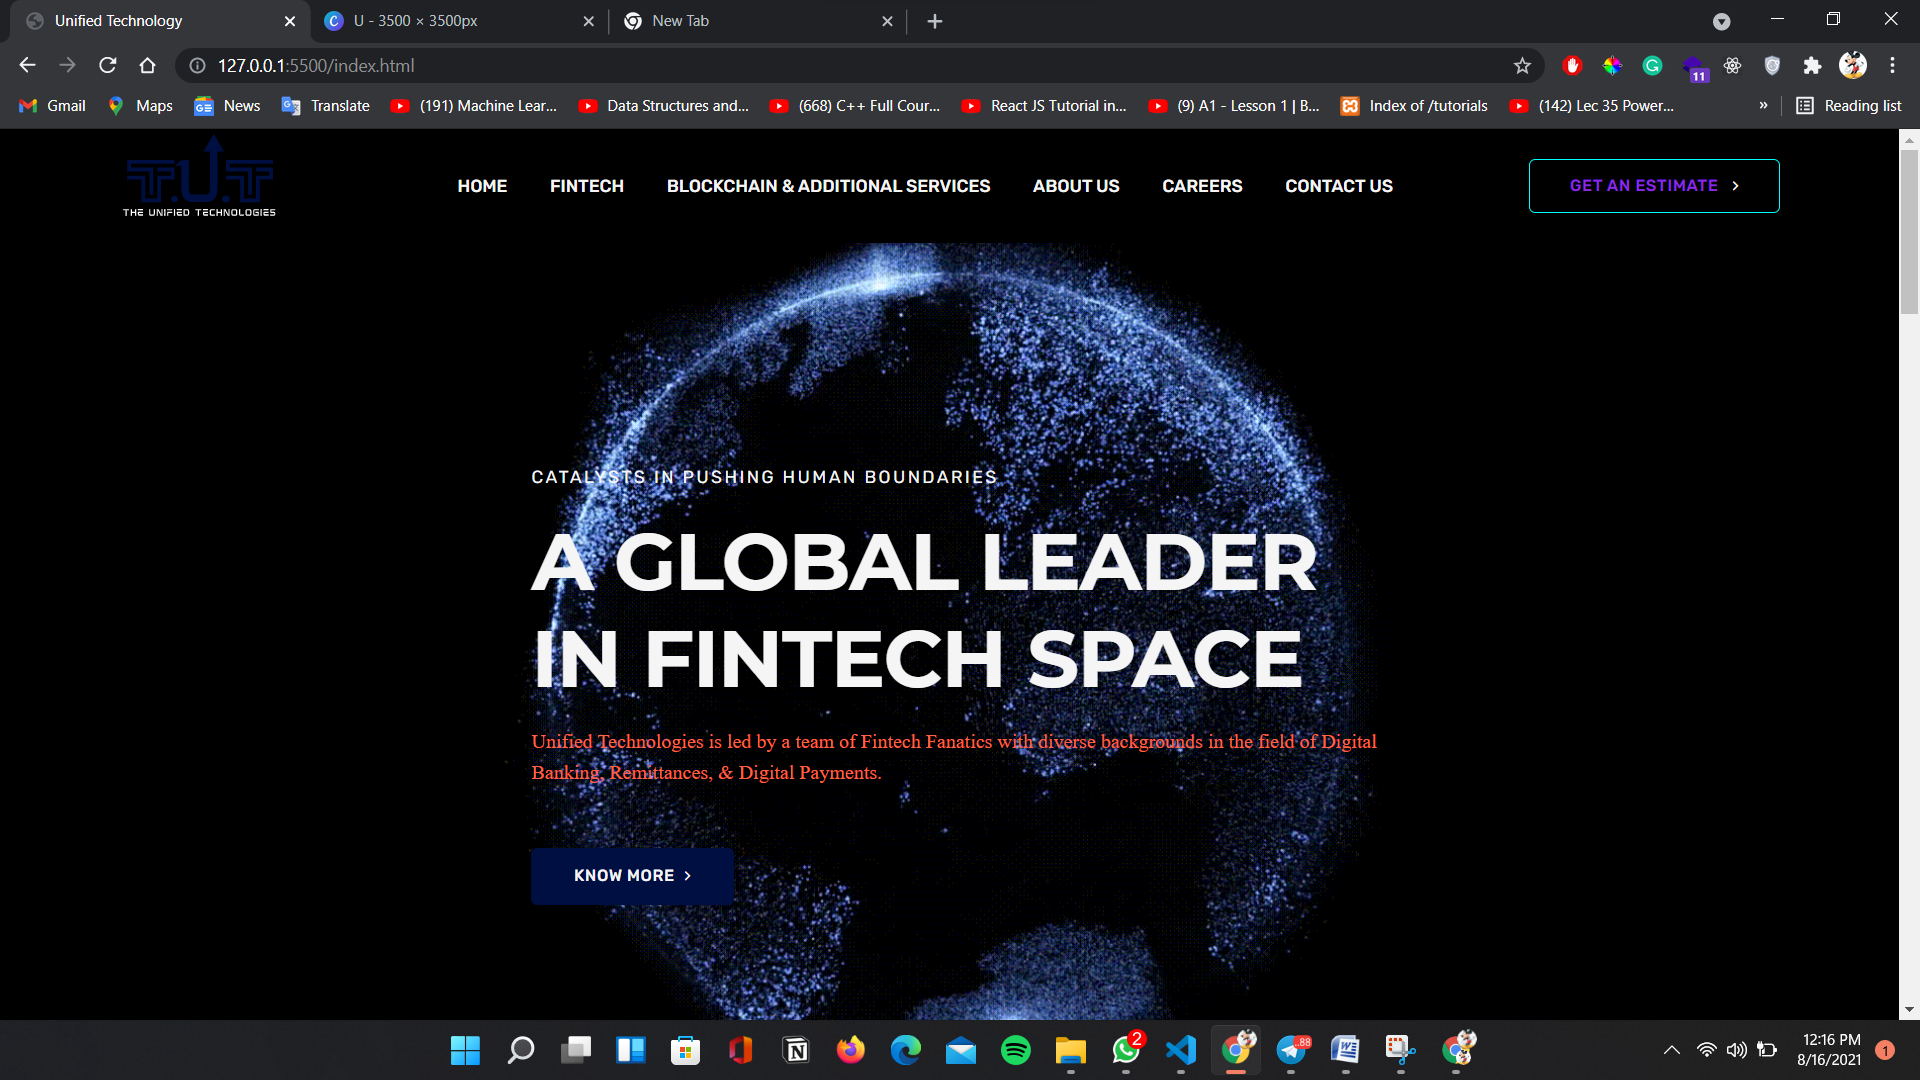 Unified Technology
U - 3500 × 3500px
New Tab
127.0.0.1:5500/index.html
11
Gmail
Maps
News
Translate
(191) Machine Lear...
Data Structures and...
(668) C++ Full Cour...
React JS Tutorial in...
(9) A1 - Lesson 1 | B...
Index of /tutorials
(142) Lec 35 Power...
»
Reading list
T.U.T
THE UNIFIED TECHNOLOGIES
HOME
FINTECH
BLOCKCHAIN & ADDITIONAL SERVICES
ABOUT US
CAREERS
CONTACT US
GET AN ESTIMATE
CATALYSTS IN PUSHING HUMAN BOUNDARIES
A GLOBAL LEADER
IN FINTECH SPACE
Unified Technologies is led by a team of Fintech Fanatics with diverse backgrounds in the field of Digital
Banking, Remittances, & Digital Payments.
KNOW MORE
2
..88
12:16 PM
8/16/2021
1